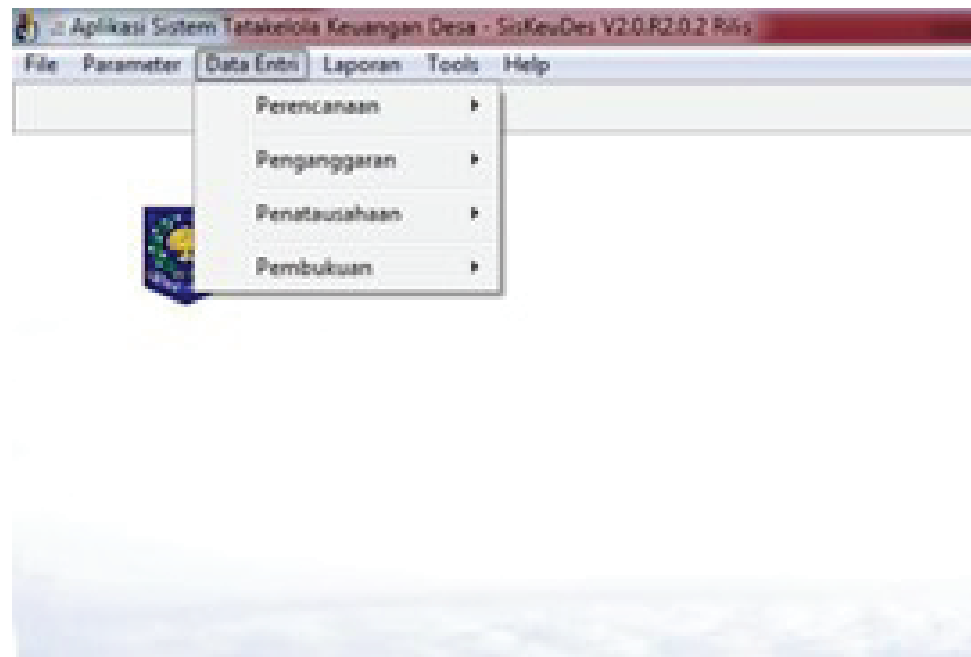 :: Aplikasi Sistem Tatakelola Keuangan Desa - SisKeuDes V2.0.R2.0.2 Rilis
File Parameter Data Entri Laporan Tools Help
Perencanaan
Penganggaran
Penatausahaan
Pembukuan